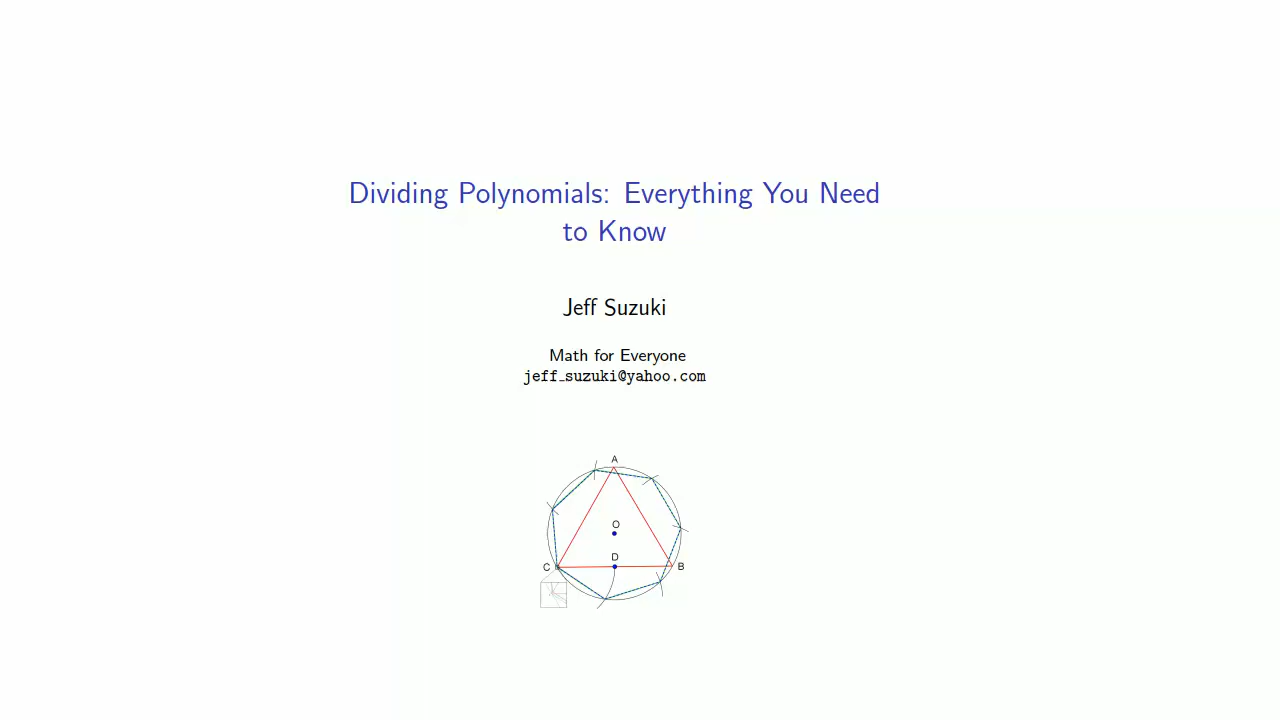 Dividing Polynomials: Everything You Need
to Know
Jeff Suzuki
Math for Everyone
jeff_suzuki@yahoo.com
A
O
D
C
B